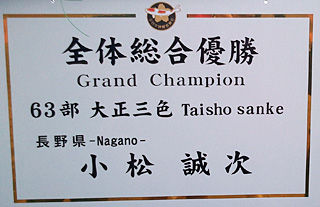 全体総合優勝
Grand Champion
63部 大正三色 Taisho sanke
長野県-Nagano-
小松 誠次